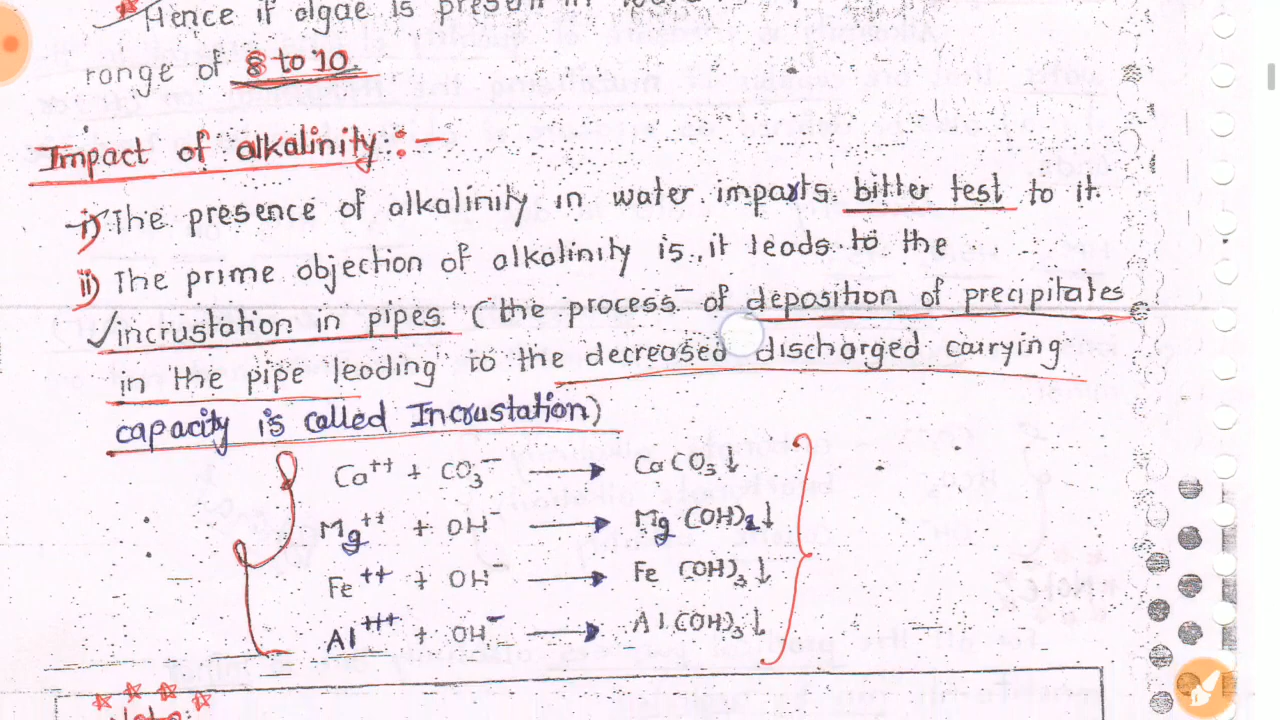 Hence if algae is present in
range of 8 to 10.
Impact of alkalinity::-
i) The presence of alkalinity in water imparts bitter test to it.
ii) The prime objection of alkalinity is, it leads to the
incrustation in pipes (the process of deposition of precipitates
in the pipe leading to the decreased discharged carrying
capacity is called Incrustation)
Ca++ + CO3-- → CaCO3↓
Mg++ + OH- → Mg (OH)2↓
Fe++ + OH- → Fe (OH)3↓
Al+++ + OH- → Al(OH)3↓
Note: